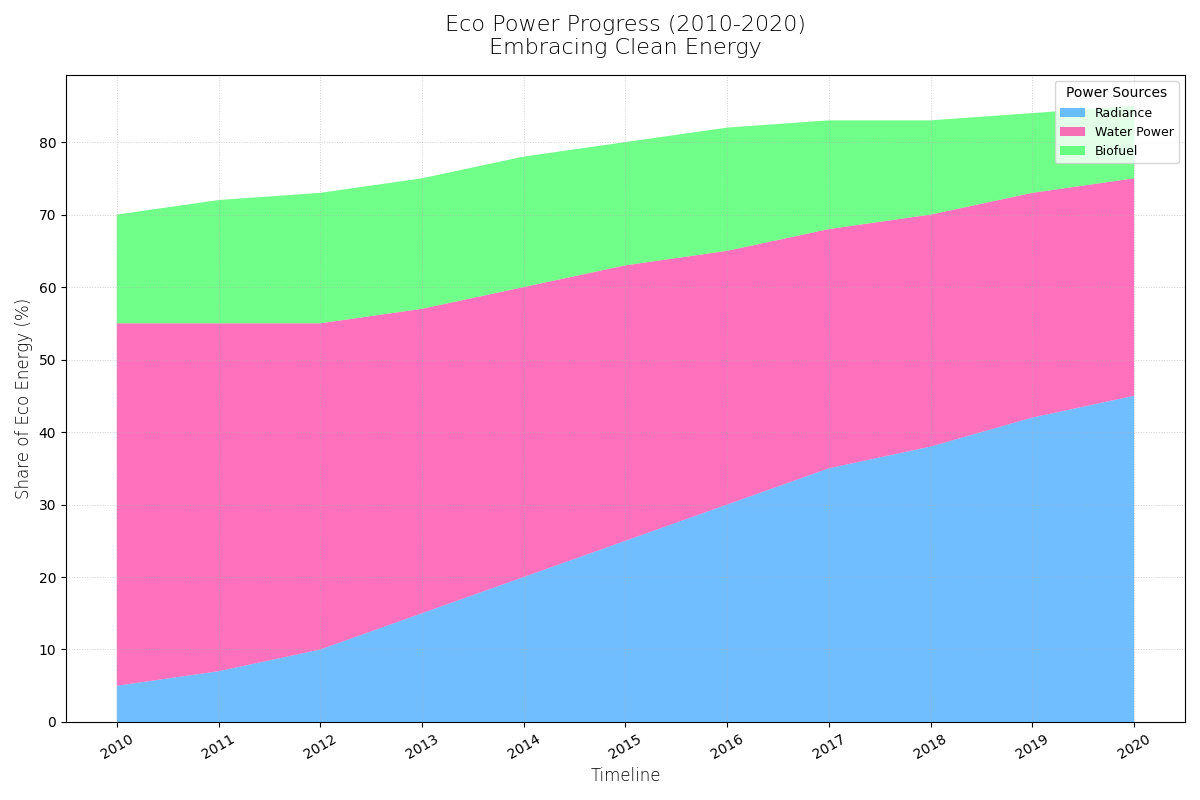 Eco Power Progress (2010-2020)
Embracing Clean Energy
Power Sources
Radiance
Water Power
Biofuel
Share of Eco Energy (%)
80
70
60
50
40
30
20
10
0
2010
2011
2012
2013
2014
2015
2016
2017
2018
2019
2020
Timeline